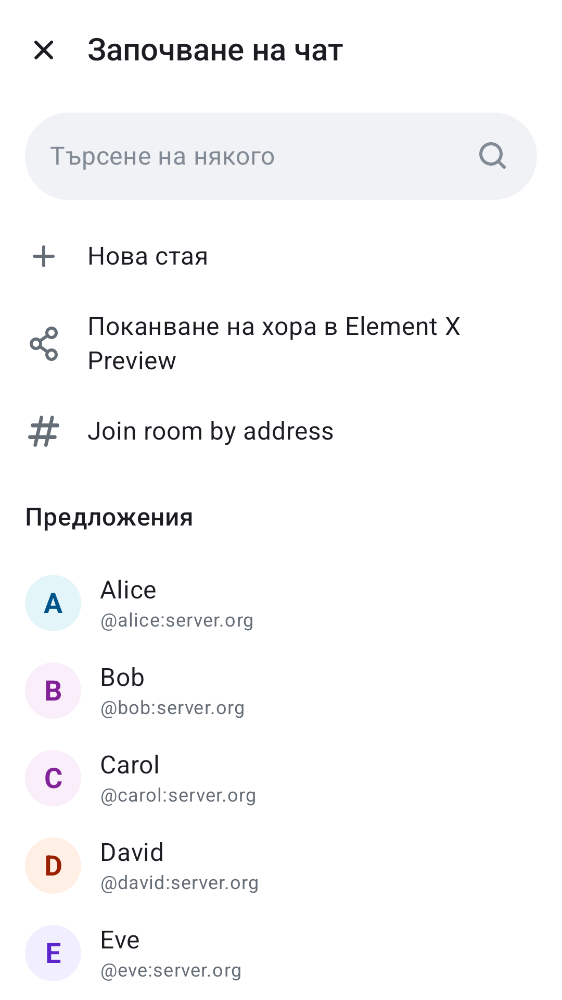 Започване на чат
Търсене на някого
Нова стая
Поканване на хора в Element X
Preview
Join room by address
Предложения
A
Alice
@alice:server.org
B
Bob
@bob:server.org
C
Carol
@carol:server.org
D
David
@david:server.org
E
Eve
@eve:server.org